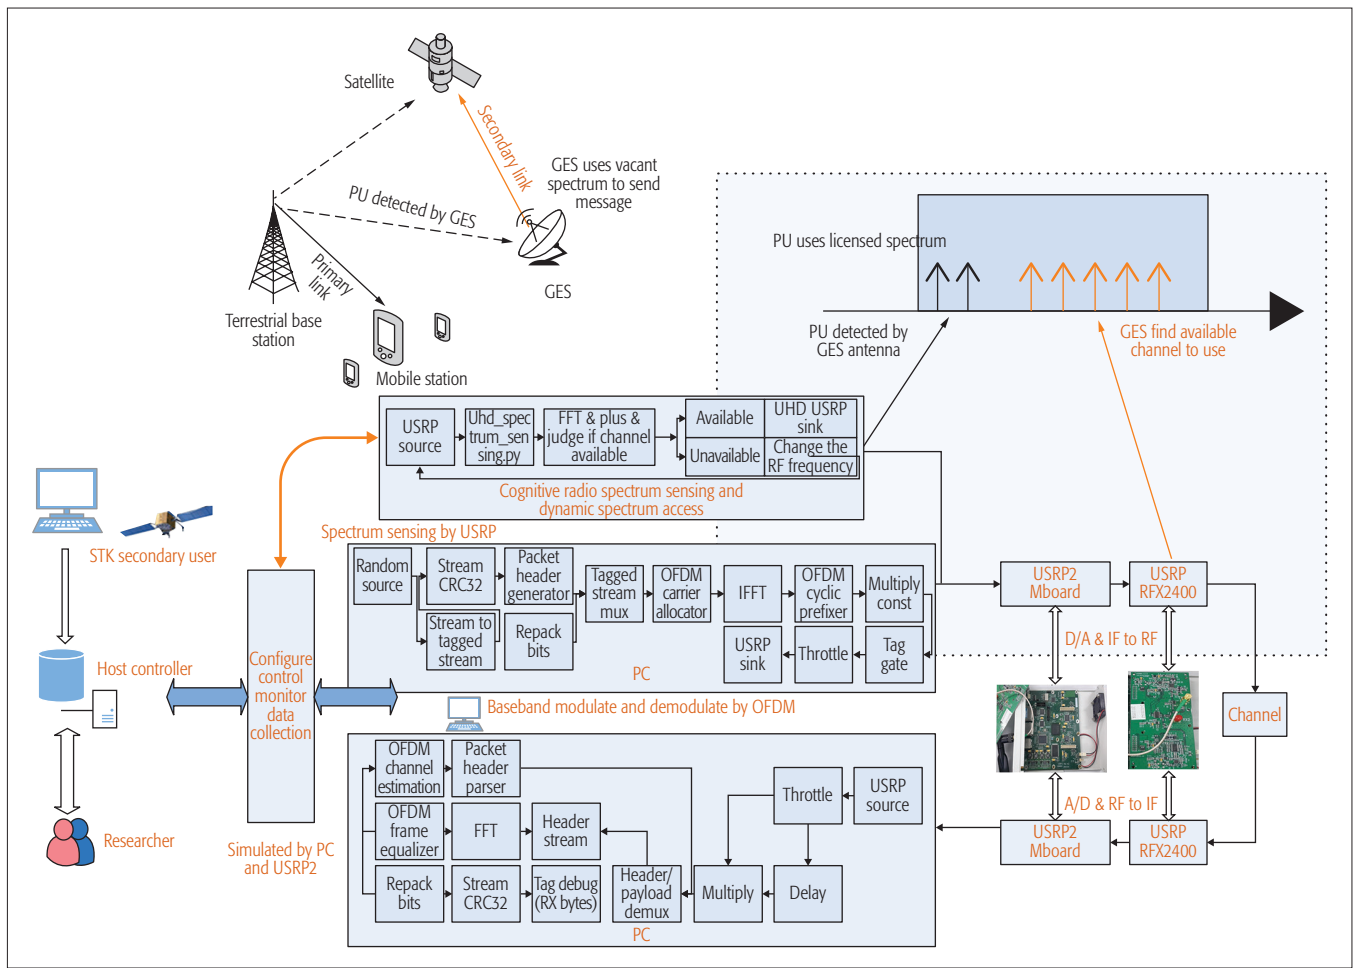 Satellite
Secondary link
GES uses vacant
spectrum to send
message
PU detected by GES
Primary
link
GES
Terrestrial base
station
Mobile station
PU uses licensed spectrum
PU detected by
GES antenna
GES find available
channel to use
USRP
source
Uhd_spec
trum_sen
sing.py
FFT & plus &
judge if channel
available
Available
UHD USRP
sink
Unavailable
Change the
RF frequency
Cognitive radio spectrum sensing and
dynamic spectrum access
Spectrum sensing by USRP
STK secondary user
Host controller
Researcher
Configure
control
monitor
data
collection
Simulated by PC
and USRP2
Random
source
Stream
CRC32
Packet
header
generator
Stream to
tagged
stream
Repack
bits
Tagged
stream
mux
OFDM
carrier
allocator
IFFT
OFDM
cyclic
prefixer
Multiply
const
USRP
sink
Throttle
Tag
gate
PC
Baseband modulate and demodulate by OFDM
USRP2
Mboard
USRP
RFX2400
D/A & IF to RF
Channel
A/D & RF to IF
USRP2
Mboard
USRP
RFX2400
OFDM
channel
estimation
Packet
header
parser
OFDM
frame
equalizer
FFT
Header
stream
Repack
bits
Stream
CRC32
Tag debug
(RX bytes)
Header/
payload
demux
Multiply
Delay
Throttle
USRP
source
PC